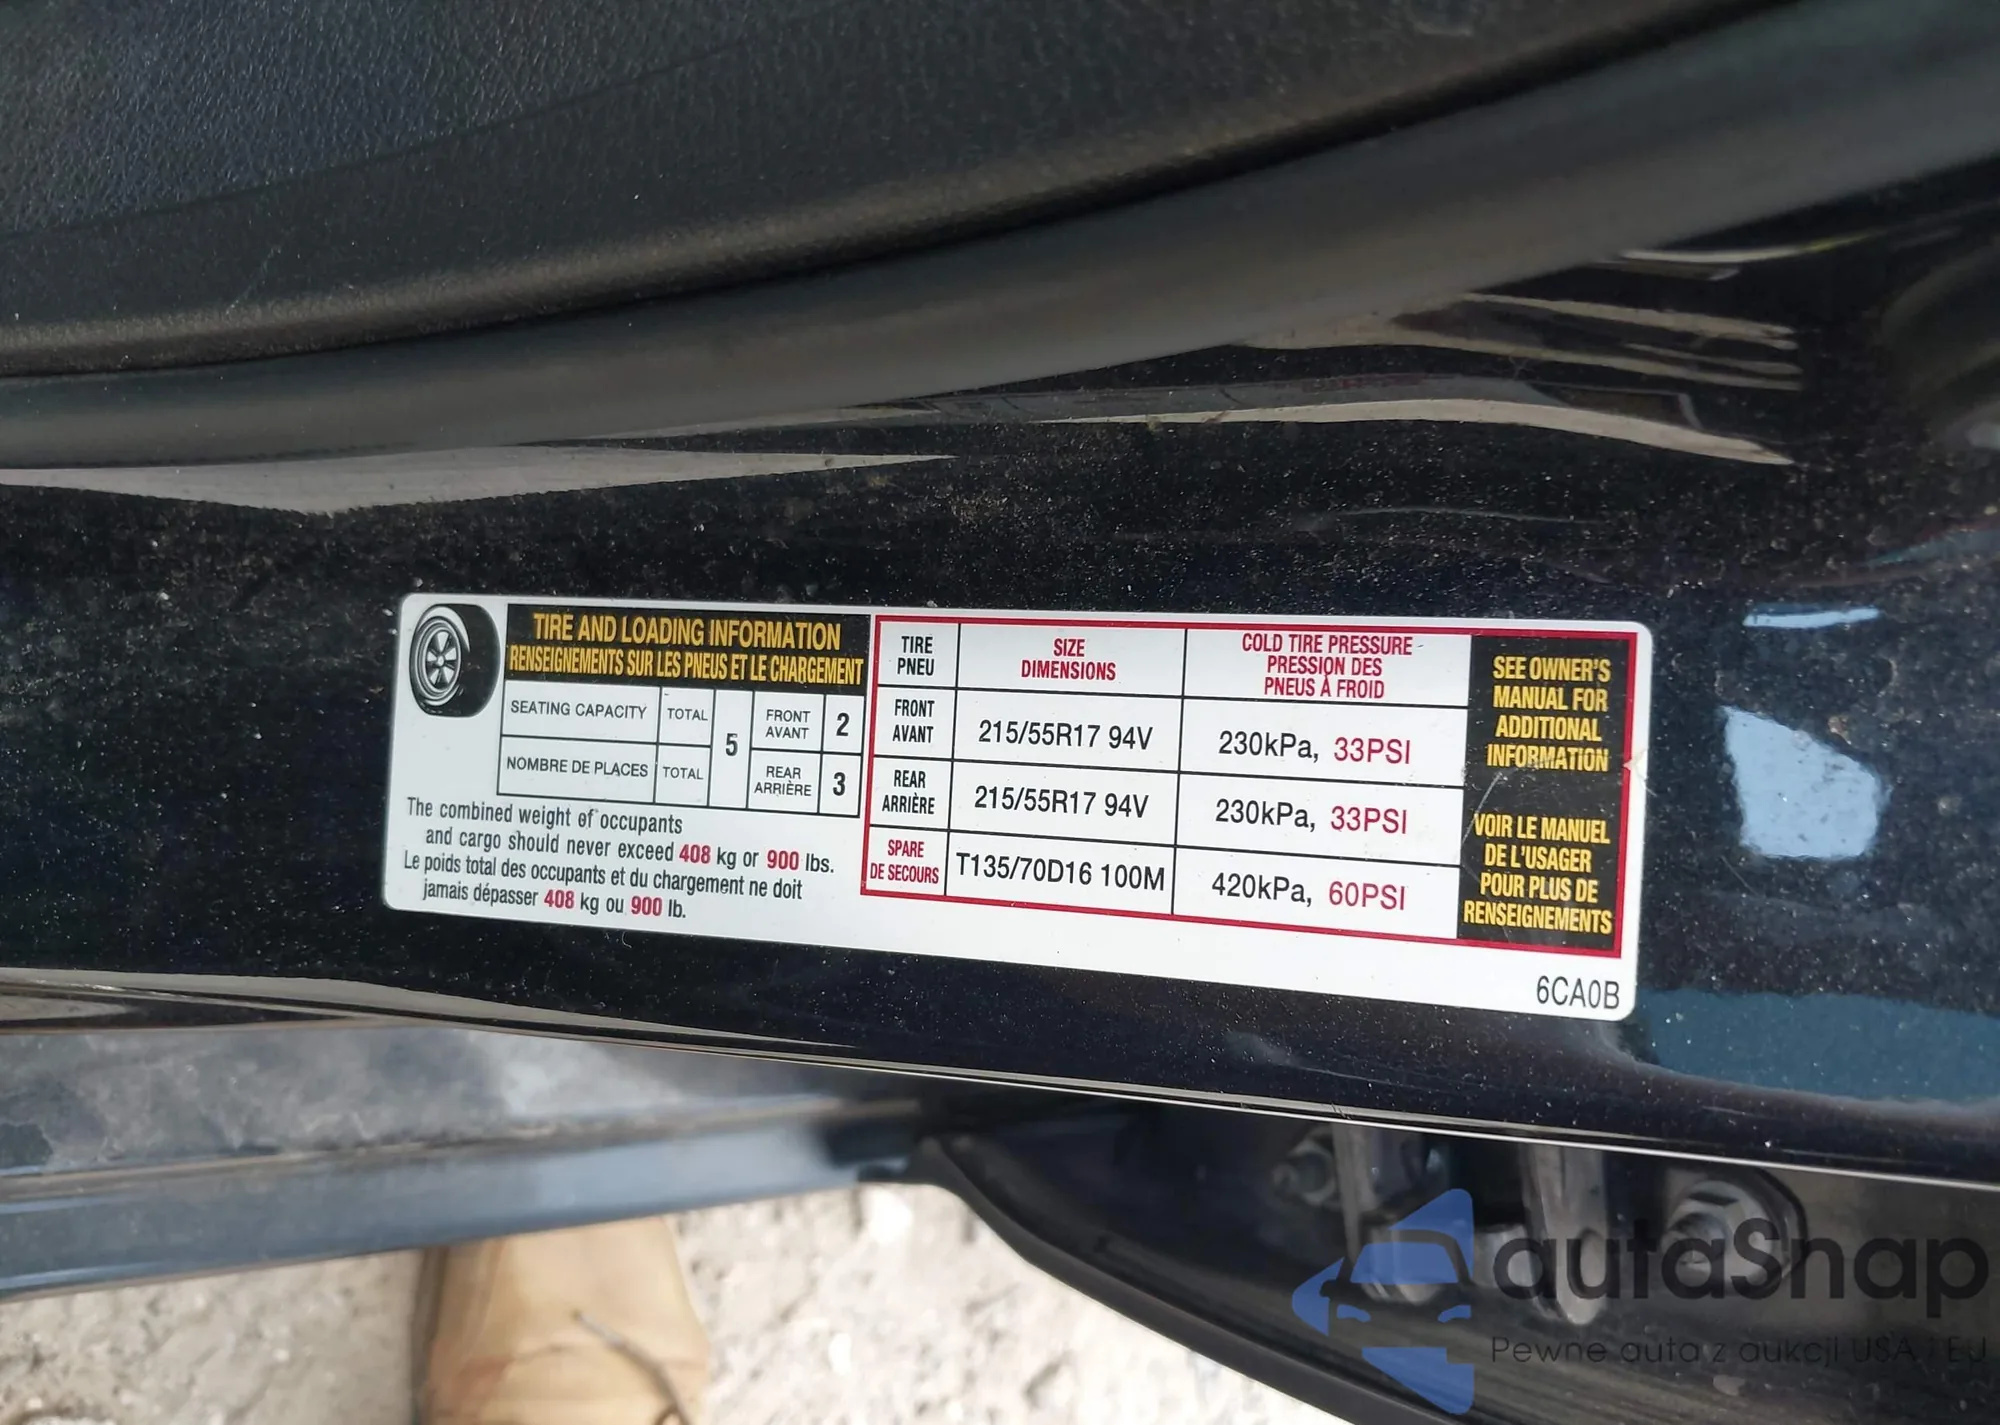 TIRE AND LOADING INFORMATION
RENSEIGNEMENTS SUR LES PNEUS ET LE CHARGEMENT
SEATING CAPACITY TOTAL 5 FRONT AVANT 2
NOMBRE DE PLACES TOTAL REAR ARRIÈRE 3
The combined weight of occupants
and cargo should never exceed 408 kg or 900 lbs.
Le poids total des occupants et du chargement ne doit
jamais dépasser 408 kg ou 900 lb.
TIRE PNEU SIZE DIMENSIONS COLD TIRE PRESSURE PRESSION DES PNEUS À FROID
FRONT AVANT 215/55R17 94V 230kPa, 33PSI
REAR ARRIÈRE 215/55R17 94V 230kPa, 33PSI
SPARE DE SECOURS T135/70D16 100M 420kPa, 60PSI
SEE OWNER'S
MANUAL FOR
ADDITIONAL
INFORMATION
VOIR LE MANUEL
DE L'USAGER
POUR PLUS DE
RENSEIGNEMENTS
6CA0B
autaSnap
Pewne auta z aukcji USA i EU